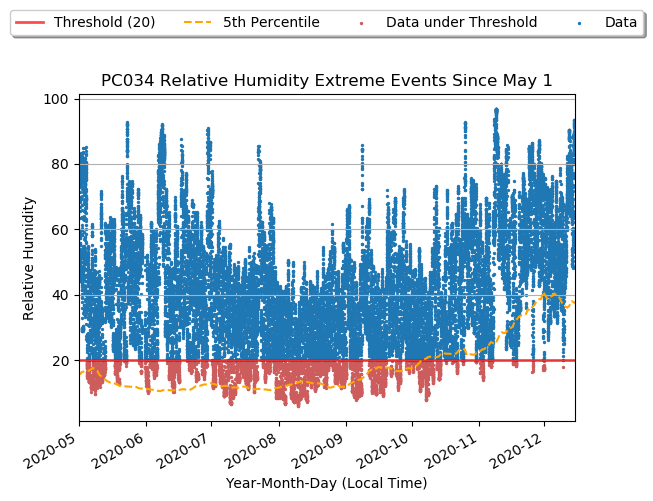 Threshold (20) 5th Percentile Data under Threshold Data
PC034 Relative Humidity Extreme Events Since May 1
100
80
60
40
20
Relative Humidity
2020-05 2020-06 2020-07 2020-08 2020-09 2020-10 2020-11 2020-12
Year-Month-Day (Local Time)